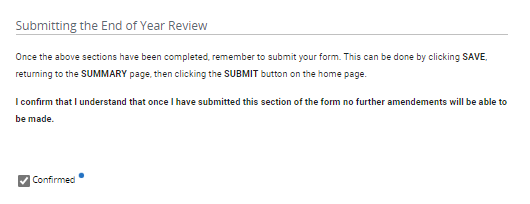 Submitting the End of Year Review
Once the above sections have been completed, remember to submit your form. This can be done by clicking SAVE,
returning to the SUMMARY page, then clicking the SUBMIT button on the home page.
I confirm that I understand that once I have submitted this section of the form no further amendements will be able to
be made.
Confirmed